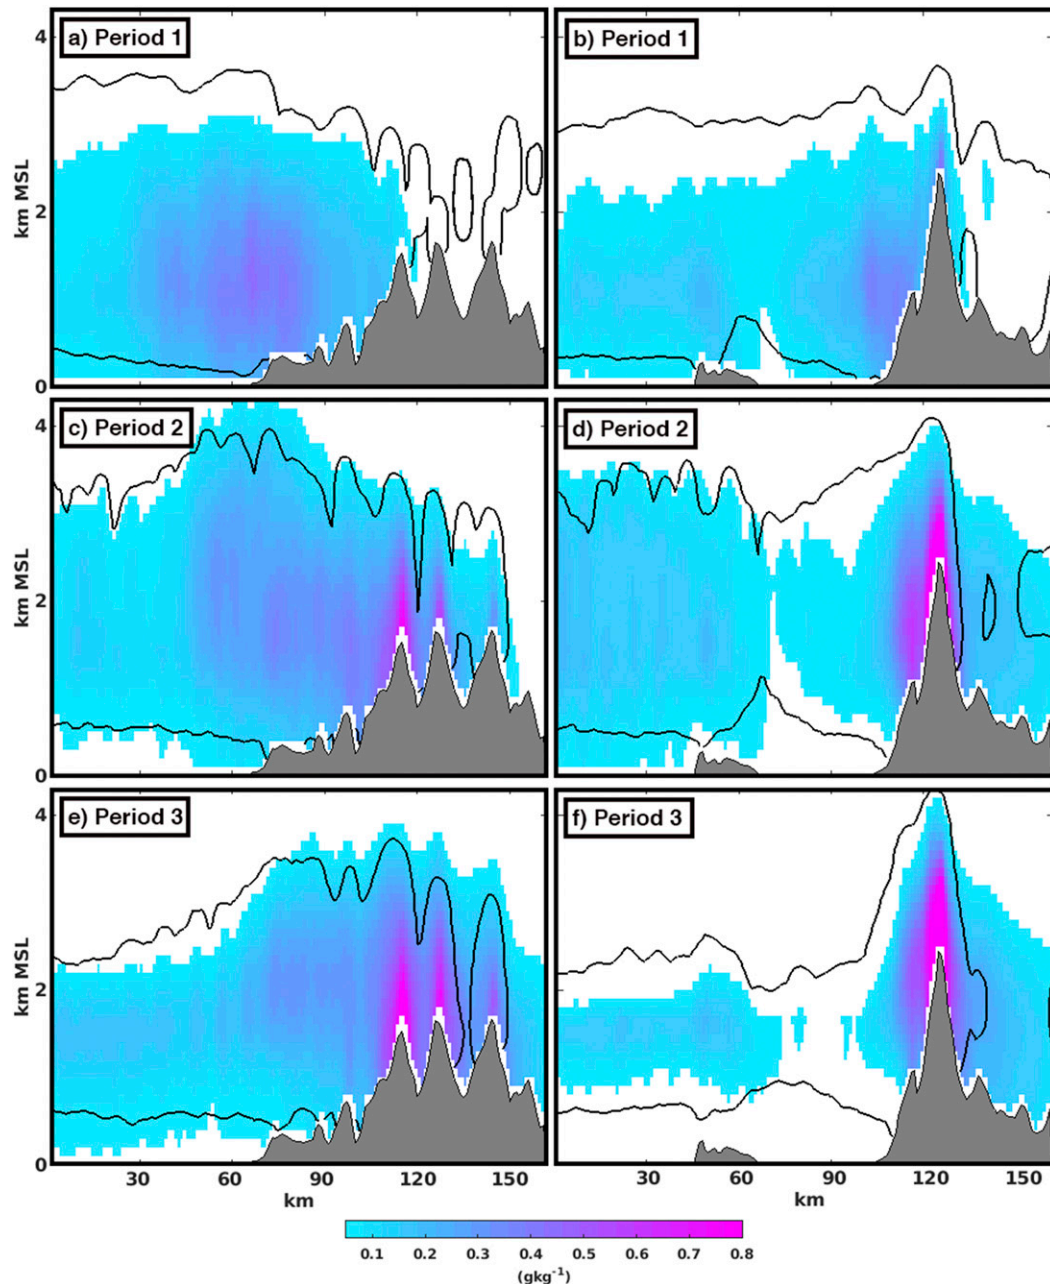 a) Period 1
b) Period 1
km MSL
4
2
0
c) Period 2
d) Period 2
km MSL
4
2
0
e) Period 3
f) Period 3
km MSL
4
2
0
30 60 90 120 150
30 60 90 120 150
km
km
0.1 0.2 0.3 0.4 0.5 0.6 0.7 0.8
(gkg⁻¹)